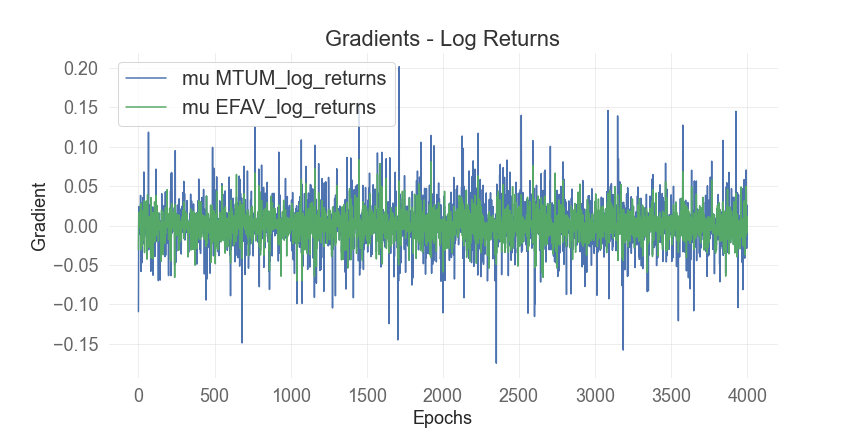 Gradients - Log Returns
mu MTUM_log_returns
mu EFAV_log_returns
0.20
0.15
0.10
0.05
0.00
−0.05
−0.10
−0.15
Gradient
0 500 1000 1500 2000 2500 3000 3500 4000
Epochs